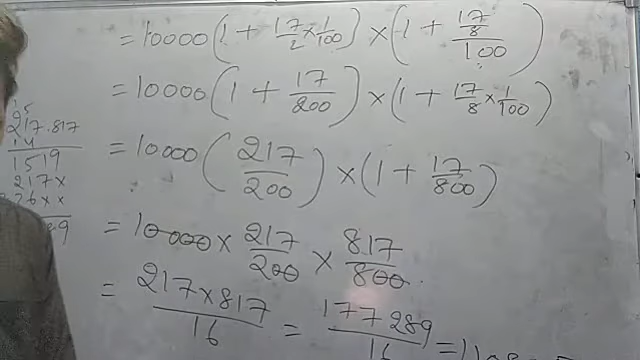 = 10000 (1 + 17/2 × 1/100) × (1 + 17/8/100)
= 10000 (1 + 17/200) × (1 + 17/8 × 1/100)
= 10000 (217/200) × (1 + 17/800)
= 10000 × 217/200 × 817/800
= 217×817/16 = 177289/16
217×817
1519
217×